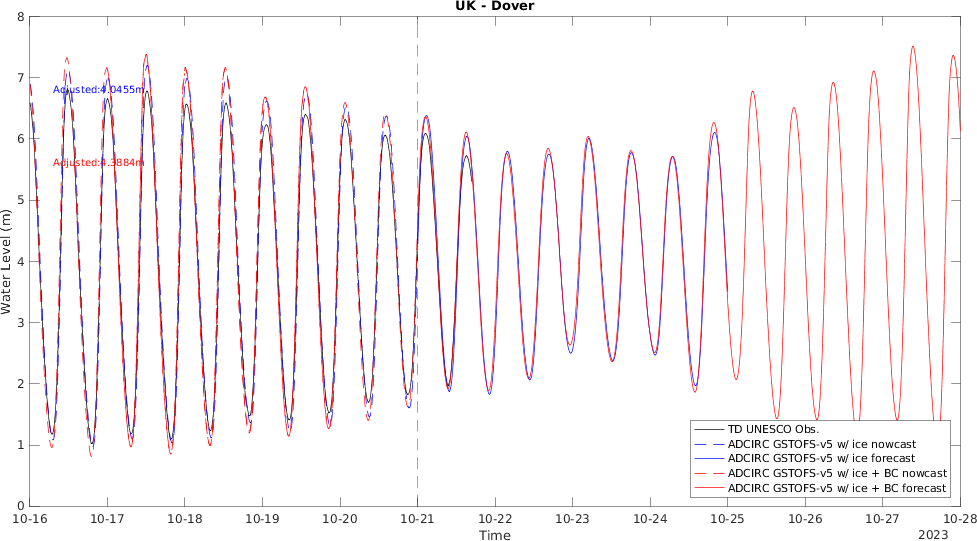 UK - Dover
8
7
6
5
4
3
2
1
0
Water Level (m)
Adjusted:4.0455m
Adjusted:4.3884m
TD UNESCO Obs.
ADCIRC GSTOFS-v5 w/ ice nowcast
ADCIRC GSTOFS-v5 w/ ice forecast
ADCIRC GSTOFS-v5 w/ ice + BC nowcast
ADCIRC GSTOFS-v5 w/ ice + BC forecast
10-16 10-17 10-18 10-19 10-20 10-21 10-22 10-23 10-24 10-25 10-26 10-27 10-28
Time
2023